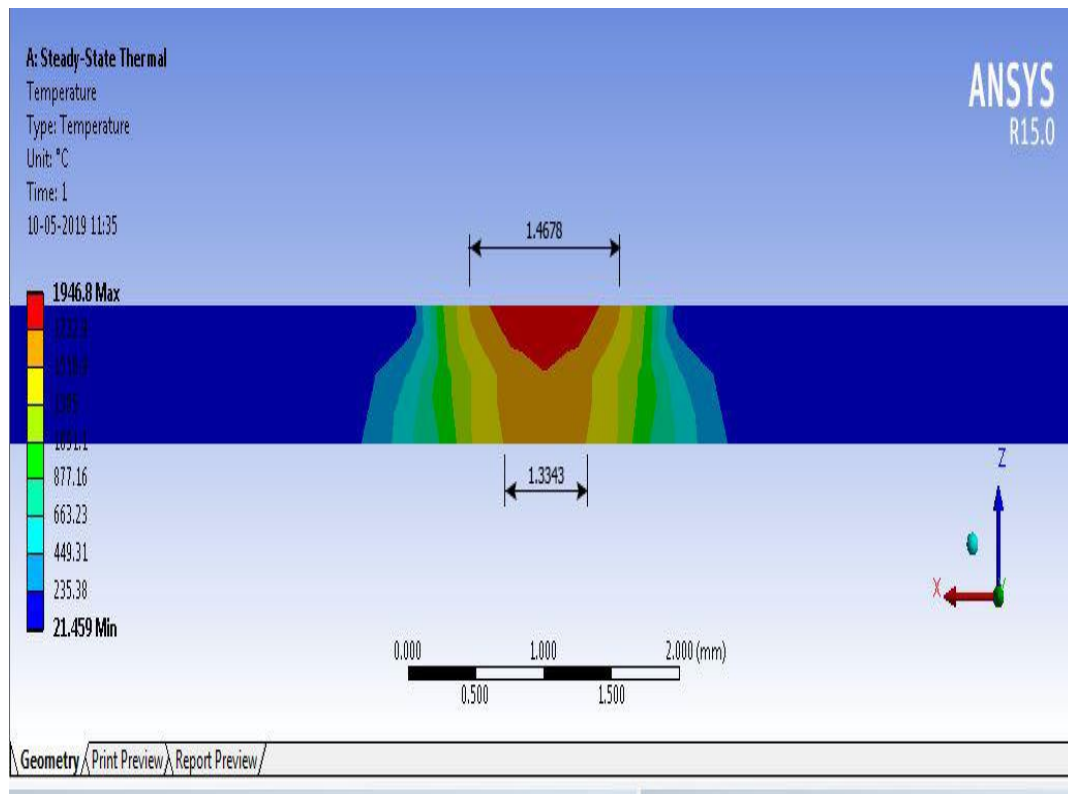 A: Steady-State Thermal
Temperature
Type: Temperature
Unit: °C
Time: 1
10-05-2019 11:35
ANSYS
R15.0
1.4678
1946.8 Max
877.16
663.23
449.31
235.38
21.459 Min
1.3343
Z
X
0.000 1.000 2.000 (mm)
0.500 1.500
Geometry Print Preview Report Preview